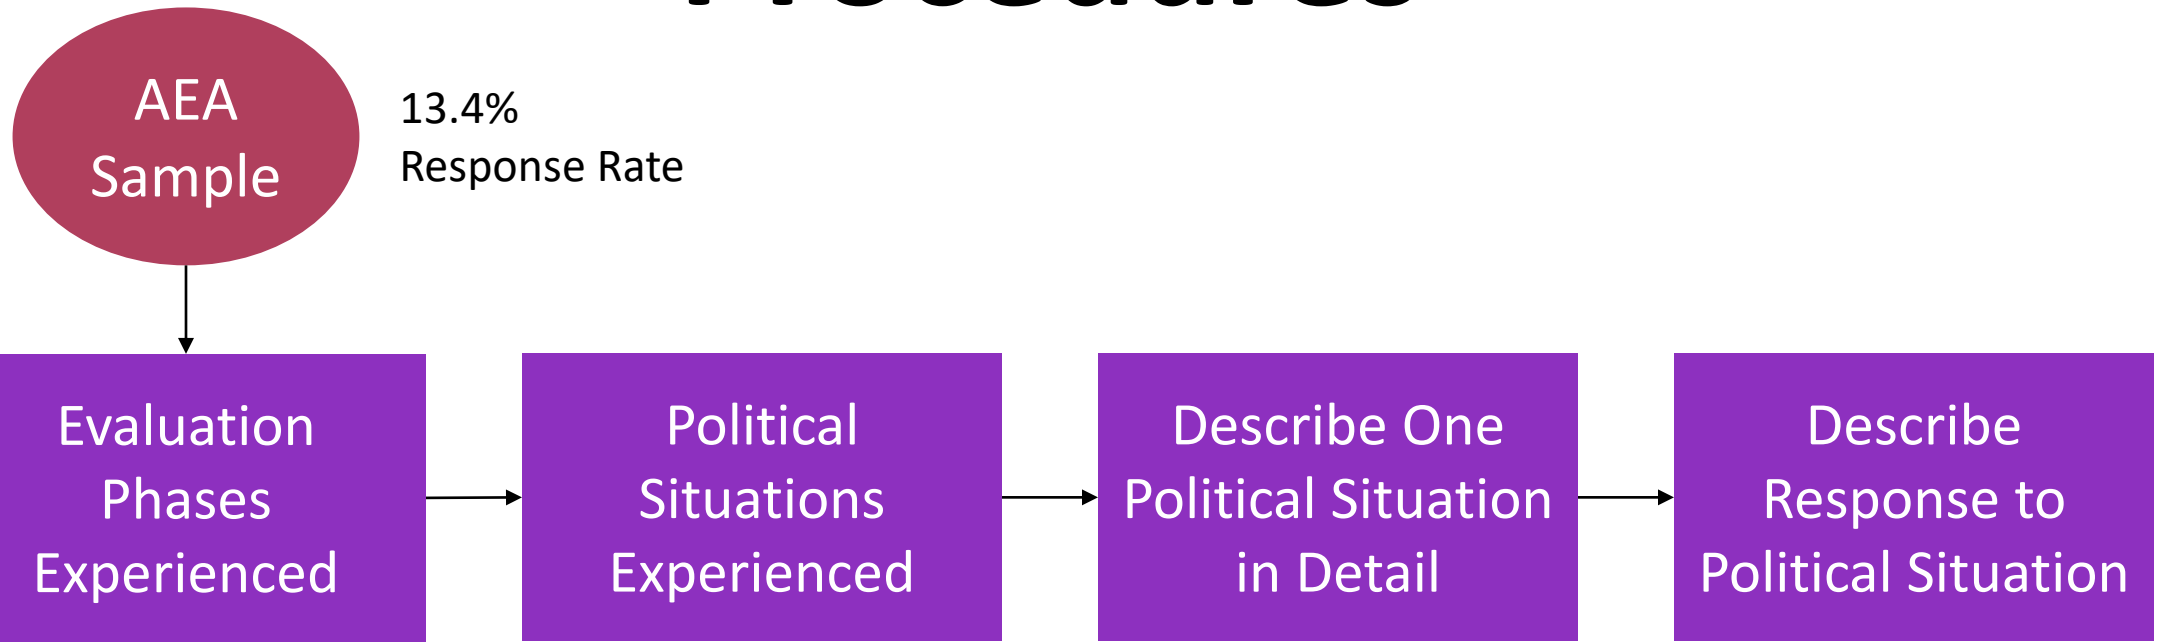 AEA
Sample
13.4%
Response Rate
Evaluation
Phases
Experienced
Political
Situations
Experienced
Describe One
Political Situation
in Detail
Describe
Response to
Political Situation